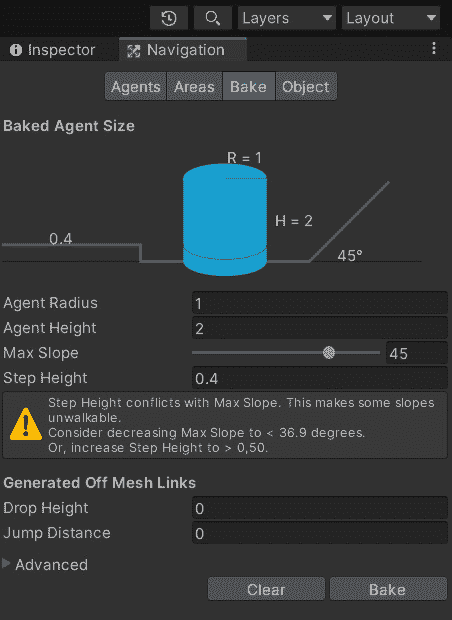 Layers Layout
Inspector Navigation
Agents Areas Bake Object
Baked Agent Size
R = 1
H = 2
0.4
45°
Agent Radius 1
Agent Height 2
Max Slope 45
Step Height 0.4
Step Height conflicts with Max Slope. This makes some slopes
unwalkable.
Consider decreasing Max Slope to < 36.9 degrees.
Or, increase Step Height to > 0,50.
Generated Off Mesh Links
Drop Height 0
Jump Distance 0
Advanced
Clear Bake